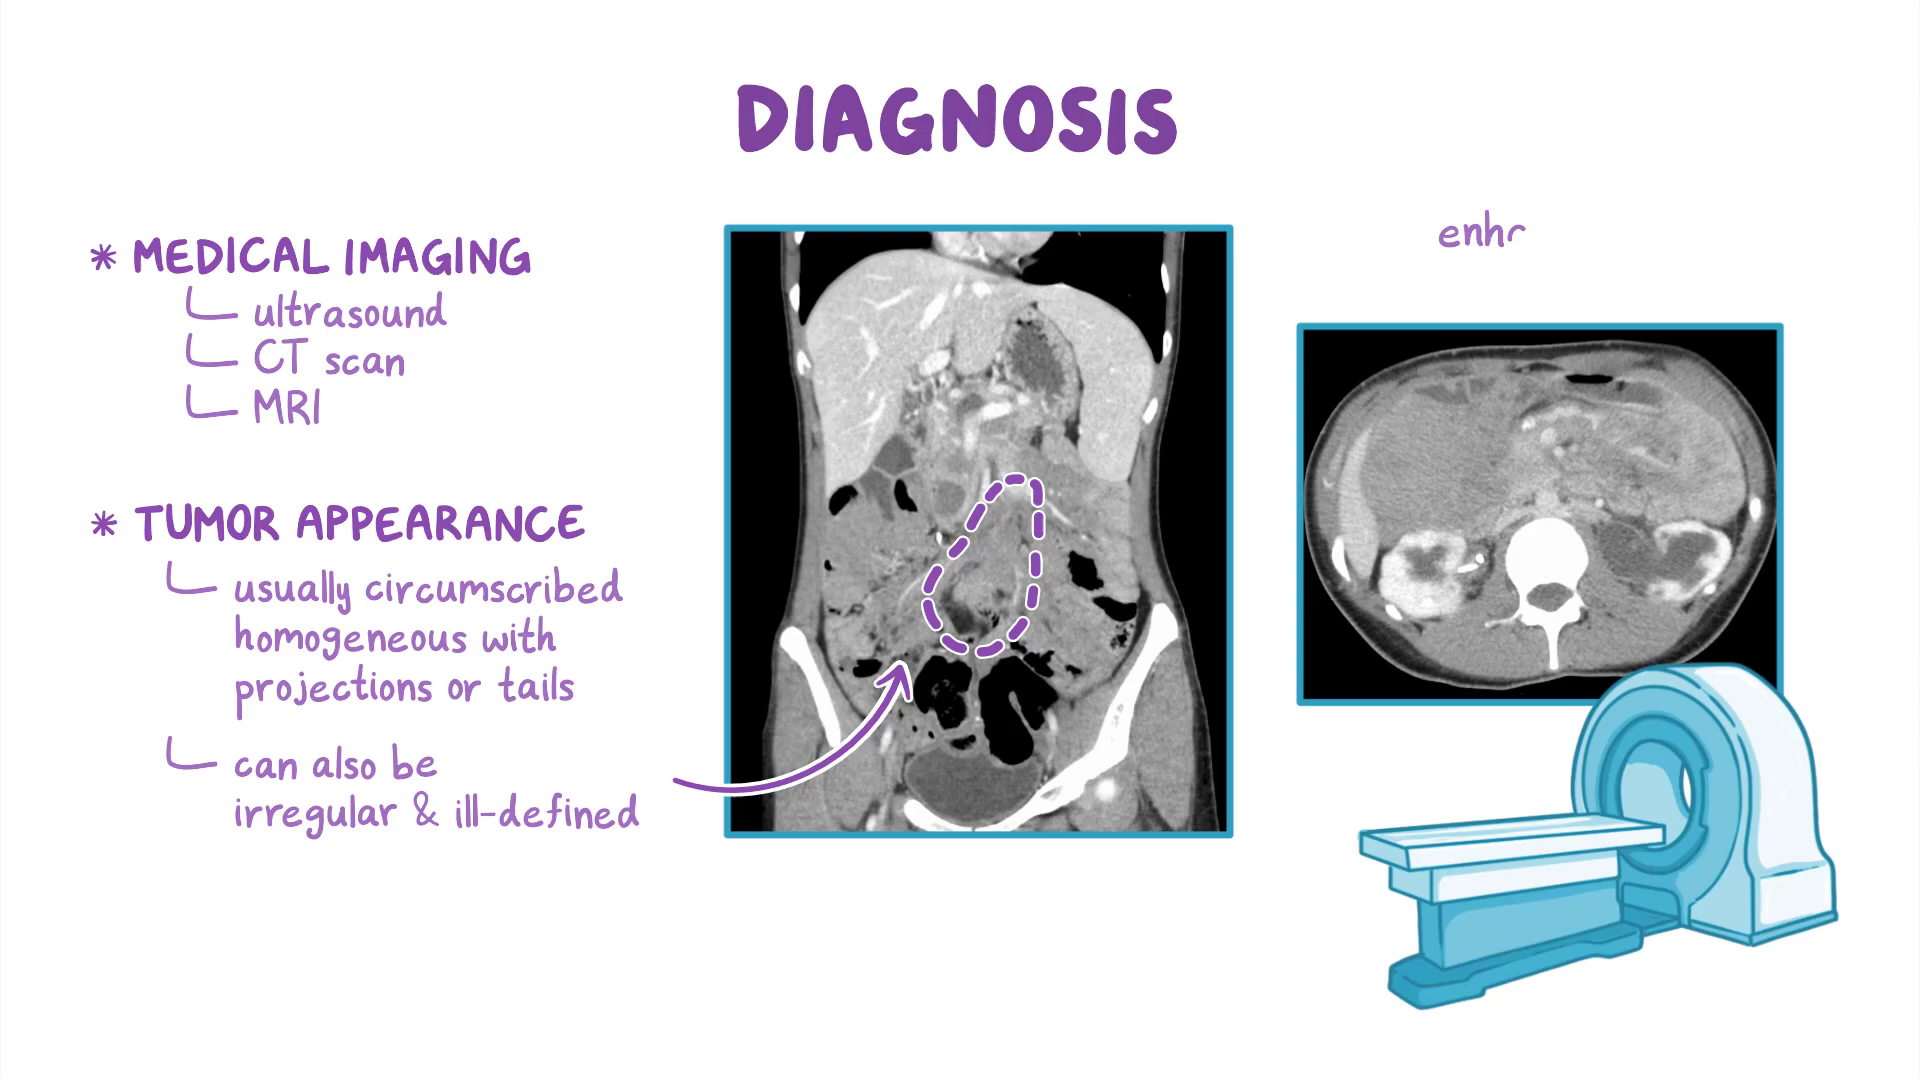 DIAGNOSIS
* MEDICAL IMAGING
ultrasound
CT scan
MRI
* TUMOR APPEARANCE
usually circumscribed
homogeneous with
projections or tails
can also be
irregular & ill-defined
enhr